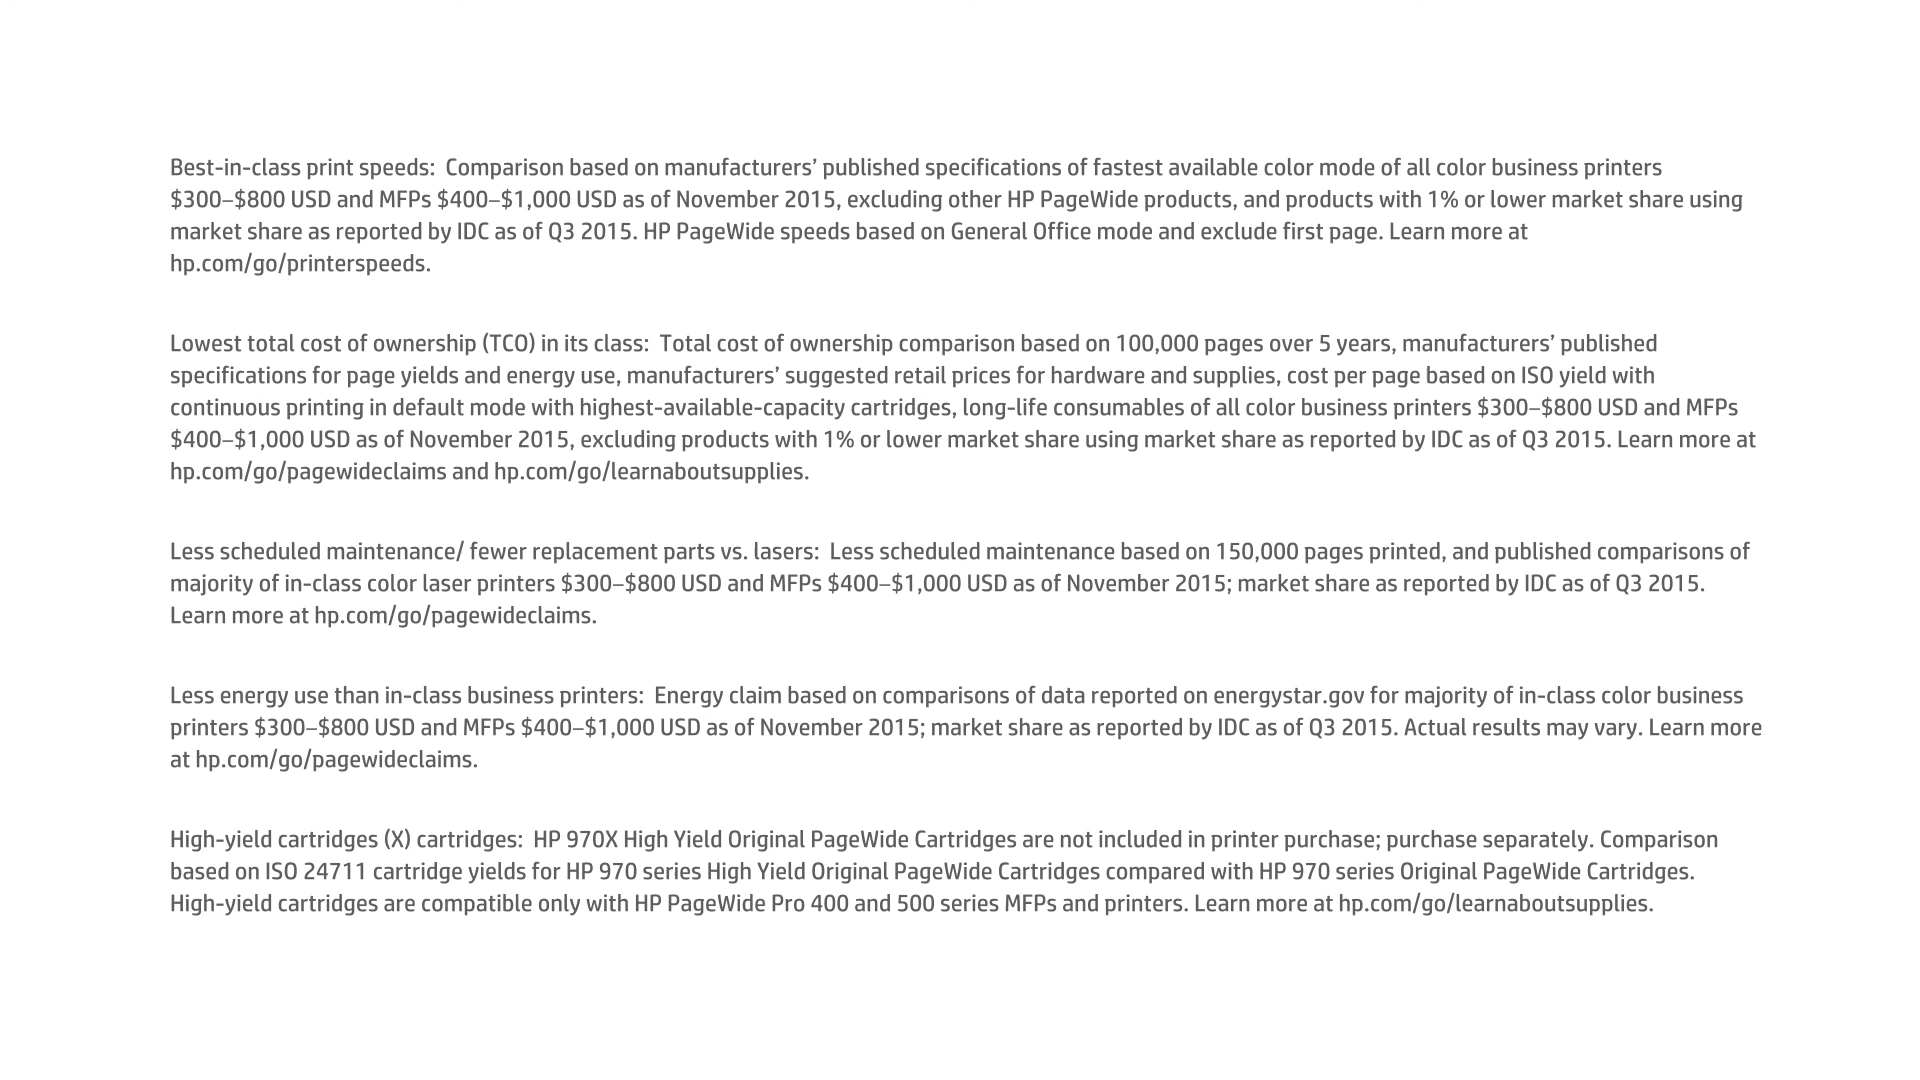 Best-in-class print speeds:  Comparison based on manufacturers’ published specifications of fastest available color mode of all color business printers
$300–$800 USD and MFPs $400–$1,000 USD as of November 2015, excluding other HP PageWide products, and products with 1% or lower market share using
market share as reported by IDC as of Q3 2015. HP PageWide speeds based on General Office mode and exclude first page. Learn more at
hp.com/go/printerspeeds.
Lowest total cost of ownership (TCO) in its class:  Total cost of ownership comparison based on 100,000 pages over 5 years, manufacturers’ published
specifications for page yields and energy use, manufacturers’ suggested retail prices for hardware and supplies, cost per page based on ISO yield with
continuous printing in default mode with highest-available-capacity cartridges, long-life consumables of all color business printers $300–$800 USD and MFPs
$400–$1,000 USD as of November 2015, excluding products with 1% or lower market share using market share as reported by IDC as of Q3 2015. Learn more at
hp.com/go/pagewideclaims and hp.com/go/learnaboutsupplies.
Less scheduled maintenance/ fewer replacement parts vs. lasers:  Less scheduled maintenance based on 150,000 pages printed, and published comparisons of
majority of in-class color laser printers $300–$800 USD and MFPs $400–$1,000 USD as of November 2015; market share as reported by IDC as of Q3 2015.
Learn more at hp.com/go/pagewideclaims.
Less energy use than in-class business printers:  Energy claim based on comparisons of data reported on energystar.gov for majority of in-class color business
printers $300–$800 USD and MFPs $400–$1,000 USD as of November 2015; market share as reported by IDC as of Q3 2015. Actual results may vary. Learn more
at hp.com/go/pagewideclaims.
High-yield cartridges (X) cartridges:  HP 970X High Yield Original PageWide Cartridges are not included in printer purchase; purchase separately. Comparison
based on ISO 24711 cartridge yields for HP 970 series High Yield Original PageWide Cartridges compared with HP 970 series Original PageWide Cartridges.
High-yield cartridges are compatible only with HP PageWide Pro 400 and 500 series MFPs and printers. Learn more at hp.com/go/learnaboutsupplies.